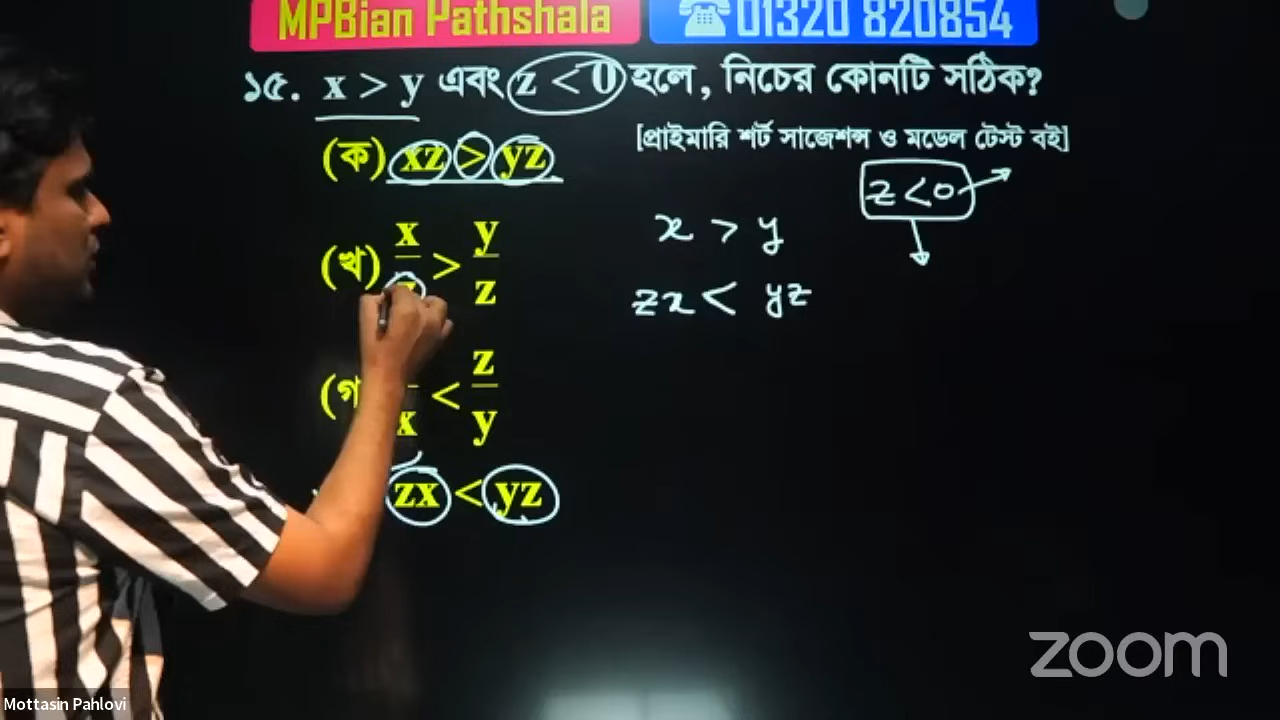 MPBian Pathshala
☎01320 820854
১৫. x > y এবং z < 0 হলে, নিচের কোনটি সঠিক?
[প্রাইমারি শর্ট সাজেশন্স ও মডেল টেস্ট বই]
(ক) xz > yz
z < 0
(খ) x/z > y/z
x > y
zx < yz
(গ /x < z/y
zx < yz
zoom
Mottasin Pahlovi